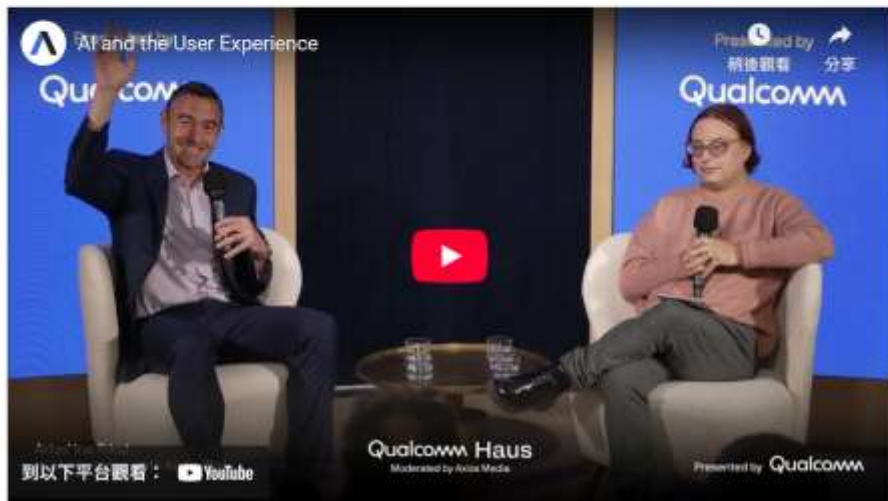 AI and the User Experience
Presented by
稍後觀看
分享
Qualcomm
Qualcomm
Qualcomm Haus
Moderated by Axios Media
到以下平台觀看：
YouTube
Presented by Qualcomm